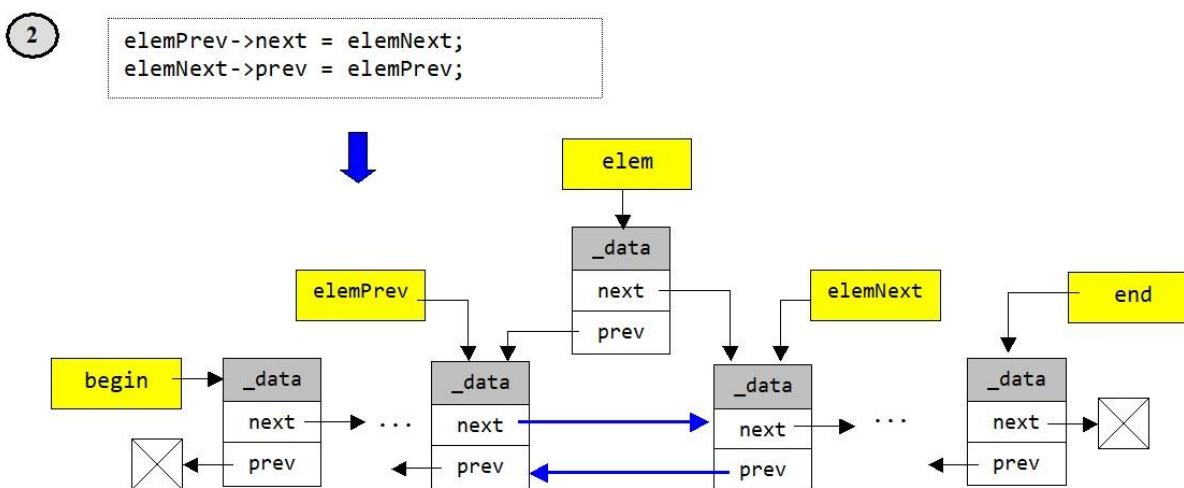 2
elemPrev->next = elemNext;
elemNext->prev = elemPrev;
elem
_data
next
prev
elemPrev
elemNext
end
begin
_data
next
prev
...
_data
next
prev
_data
next
prev
...
_data
next
prev